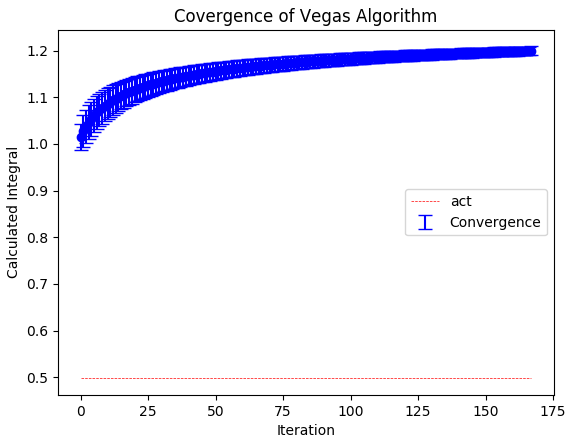 Covergence of Vegas Algorithm
1.2
1.1
1.0
0.9
0.8
0.7
0.6
0.5
Calculated Integral
act
Convergence
0 25 50 75 100 125 150 175
Iteration